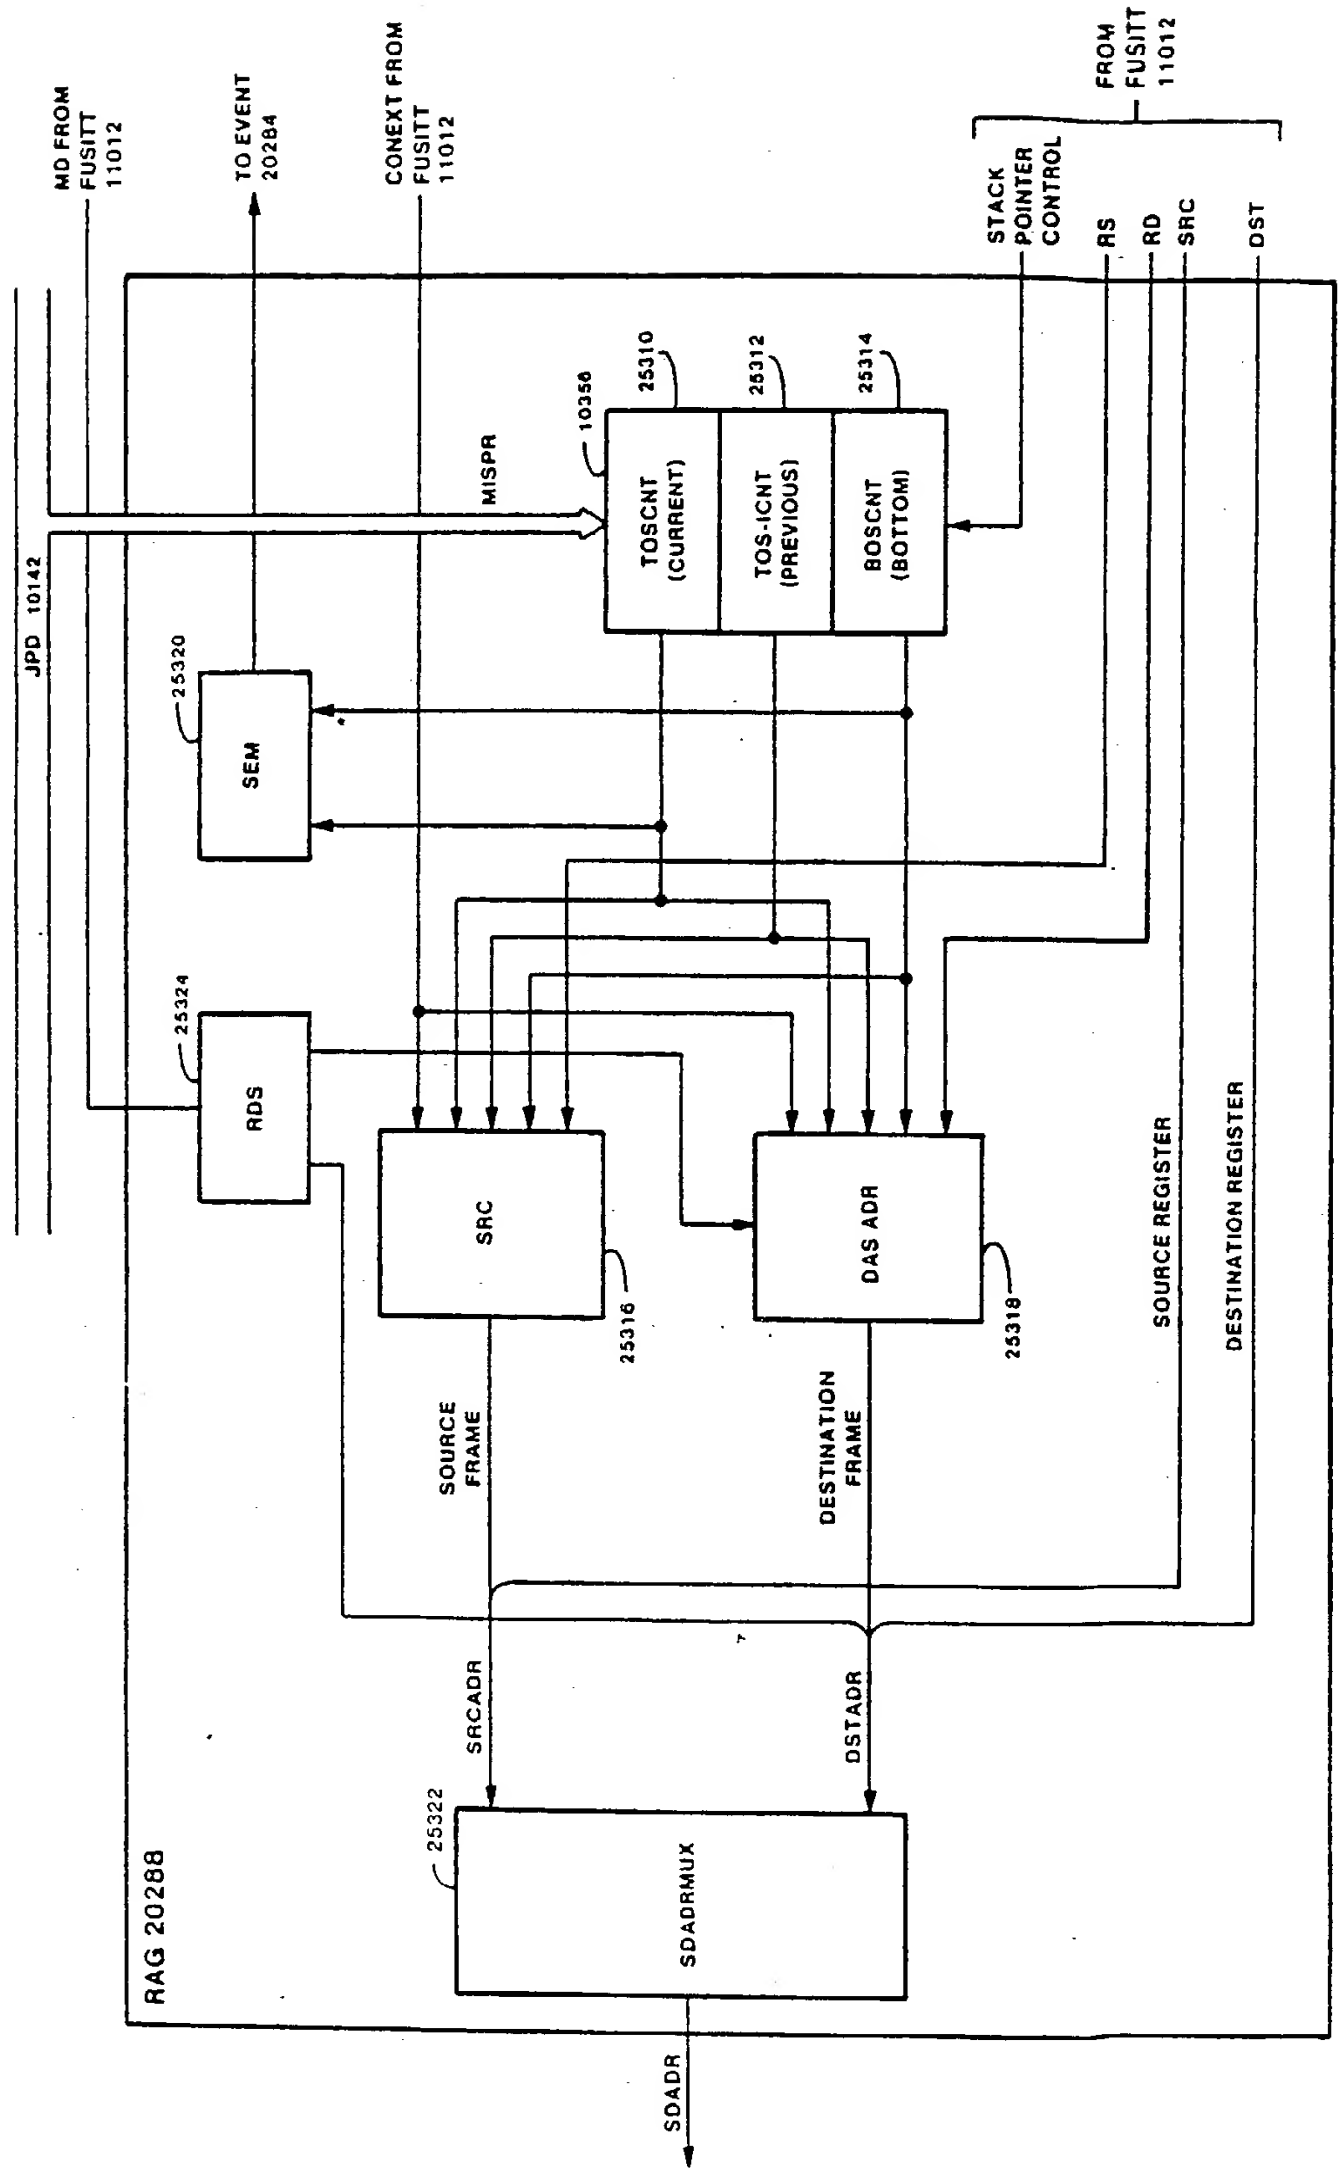 JPD 10142
MD FROM
FUSITT
11012
TO EVENT
20284
CONEXT FROM
FUSITT
11012
FROM
FUSITT
11012
STACK
POINTER
CONTROL
RS
RD
SRC
DST
MISPR
10356
25310
25312
25314
TOSCNT
(CURRENT)
TOS-ICNT
(PREVIOUS)
BOSCNT
(BOTTOM)
25320
SEM
25324
RDS
SRC
25316
DAS ADR
25318
SOURCE REGISTER
DESTINATION REGISTER
SOURCE
FRAME
DESTINATION
FRAME
SRCADR
DSTADR
25322
SDADRMUX
RAG 20288
SDADR